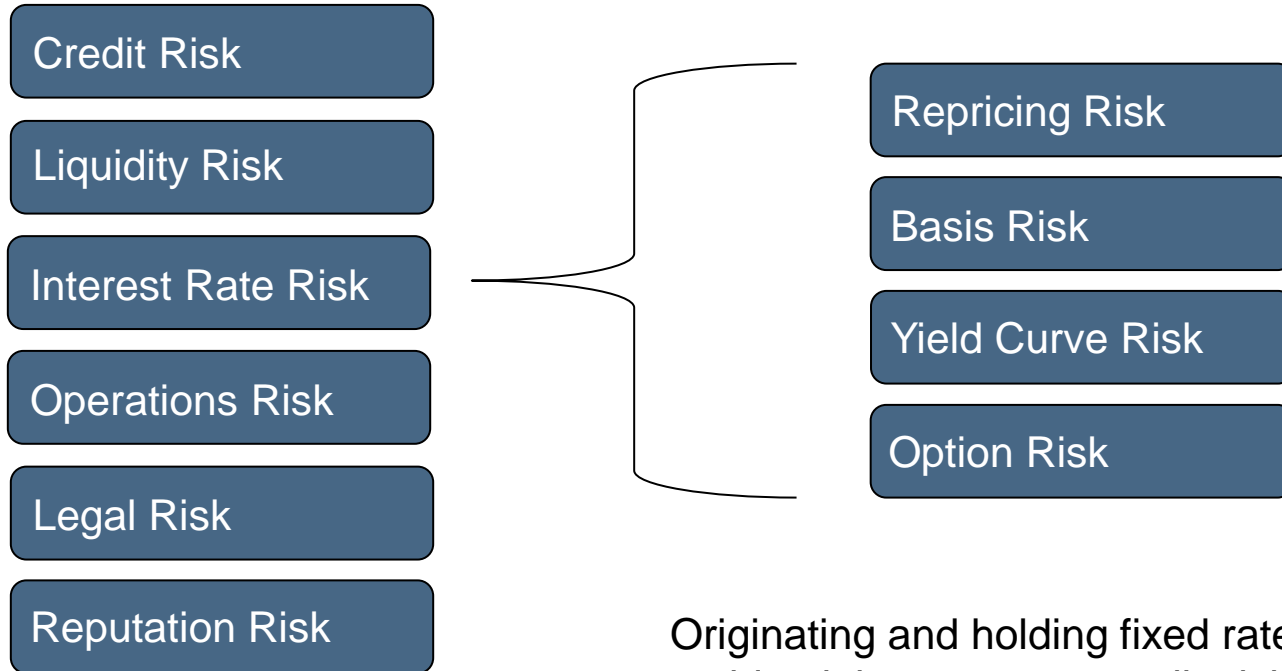 Credit Risk
Liquidity Risk
Interest Rate Risk
Operations Risk
Legal Risk
Reputation Risk
Repricing Risk
Basis Risk
Yield Curve Risk
Option Risk
Originating and holding fixed rate